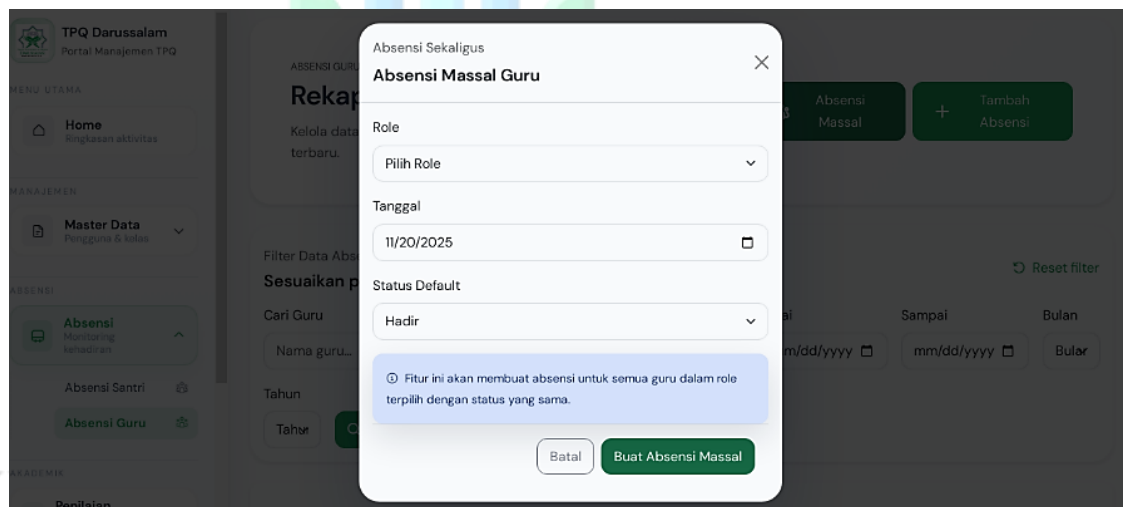 TPQ Darussalam
Portal Manajemen TPQ
MENU UTAMA
Home
Ringkasan aktivitas
MANAJEMEN
Master Data
Pengguna & kelas
ABSENSI
Absensi
Monitoring
kehadiran
Absensi Santri
Absensi Guru
AKADEMIK
Penilaian
ABSENSI GURU
Rekap
Kelola data
terbaru.
Absensi
Massal
Tambah
Absensi
Filter Data Abse
Sesuaikan p
Reset filter
Cari Guru
Nama guru...
Sampai
mm/dd/yyyy
Bulan
Bulan
Tahun
Absensi Sekaligus
Absensi Massal Guru
Role
Pilih Role
Tanggal
11/20/2025
Status Default
Hadir
Fitur ini akan membuat absensi untuk semua guru dalam role
terpilih dengan status yang sama.
Batal
Buat Absensi Massal